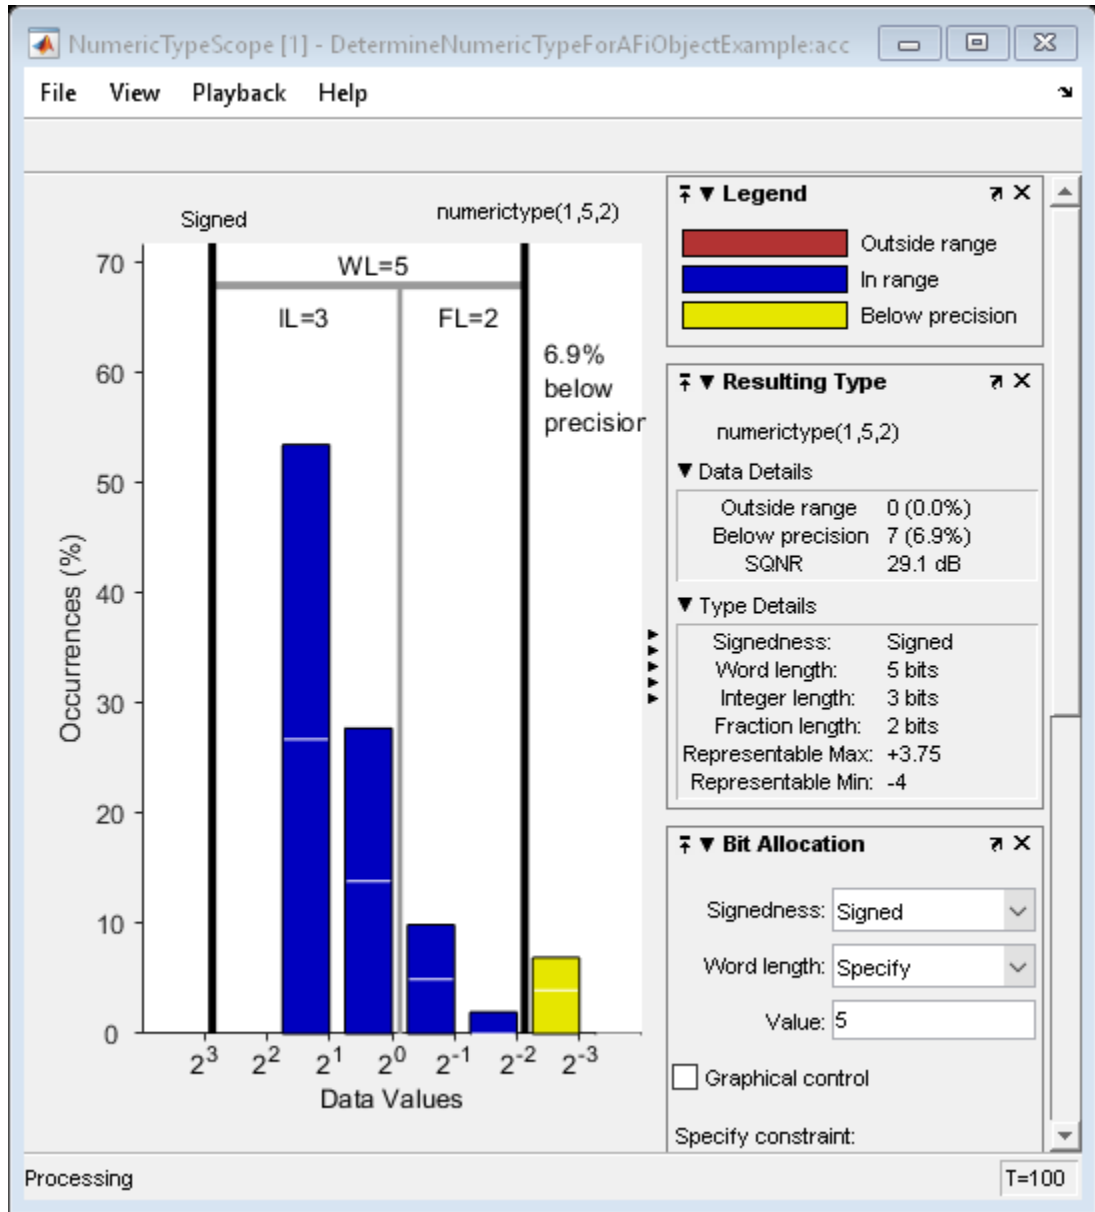 NumericTypeScope [1] - DetermineNumericTypeForAFiObjectExample:acc
File View Playback Help
Signed
numerictype(1,5,2)
WL=5
IL=3
FL=2
6.9%
below
precision
70
60
50
40
30
20
10
0
Occurrences (%)
2^3 2^2 2^1 2^0 2^-1 2^-2 2^-3
Data Values
Legend
Outside range
In range
Below precision
Resulting Type
numerictype(1,5,2)
Data Details
Outside range 0 (0.0%)
Below precision 7 (6.9%)
SQNR 29.1 dB
Type Details
Signedness: Signed
Word length: 5 bits
Integer length: 3 bits
Fraction length: 2 bits
Representable Max: +3.75
Representable Min: -4
Bit Allocation
Signedness: Signed
Word length: Specify
Value: 5
Graphical control
Specify constraint:
Processing
T=100